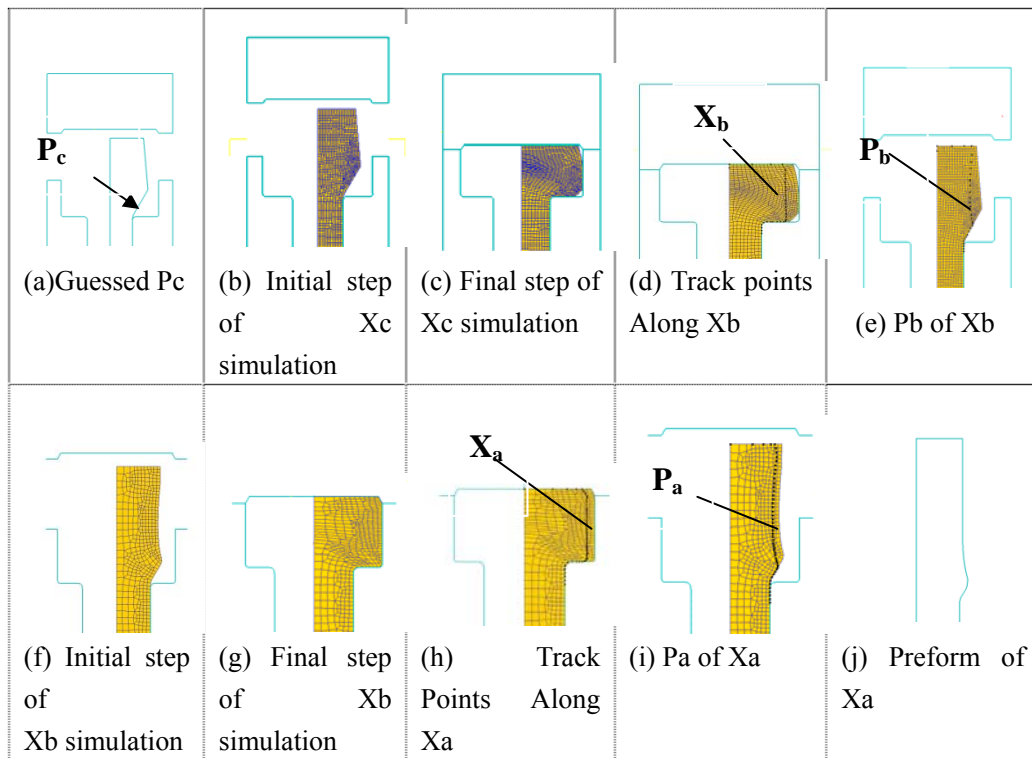 Pc
(a)Guessed Pc
(b) Initial step
of Xc
simulation
(c) Final step of
Xc simulation
Xb
(d) Track points
Along Xb
Pb
(e) Pb of Xb
(f) Initial step
of
Xb simulation
(g) Final step
of Xb
simulation
Xa
(h) Track
Points Along
Xa
Pa
(i) Pa of Xa
(j) Preform of
Xa